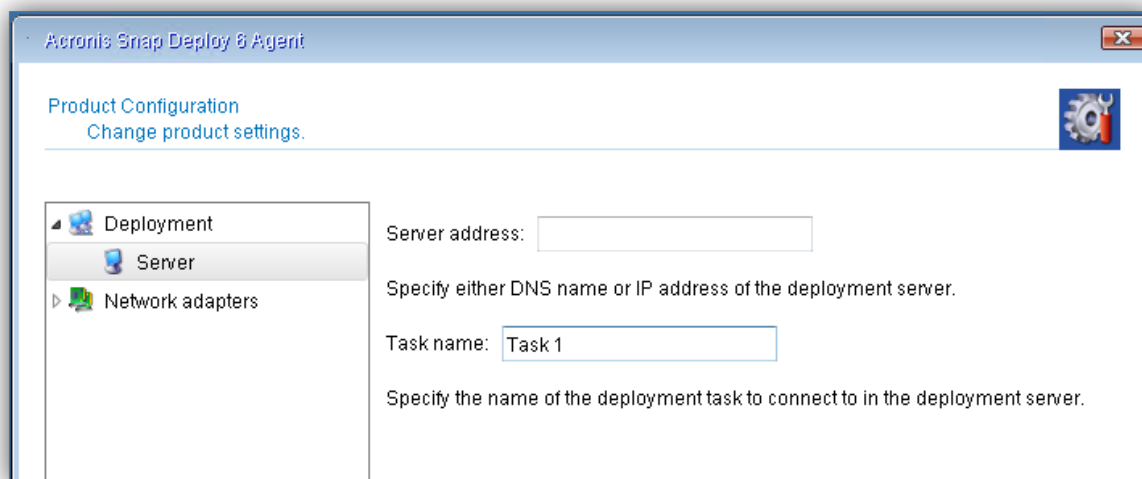 Acronis Snap Deploy 6 Agent
Product Configuration
Change product settings.
Deployment
Server
Network adapters
Server address:
Specify either DNS name or IP address of the deployment server.
Task name: Task 1
Specify the name of the deployment task to connect to in the deployment server.